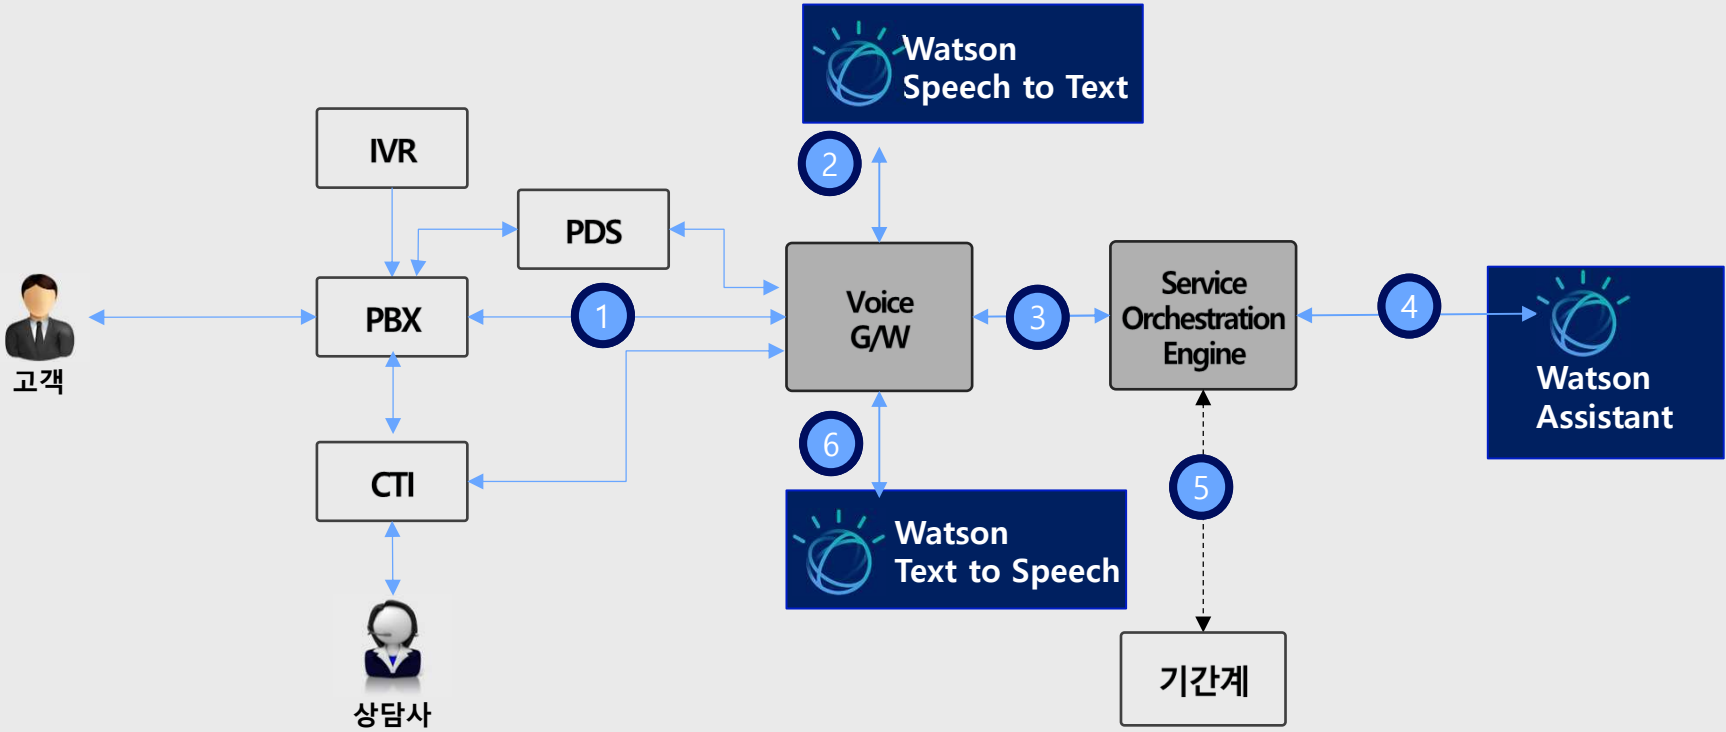 Watson
Speech to Text
2
IVR
PDS
고객
PBX
1
Voice
G/W
3
Service
Orchestration
Engine
4
Watson
Assistant
CTI
6
5
Watson
Text to Speech
상담사
기간계